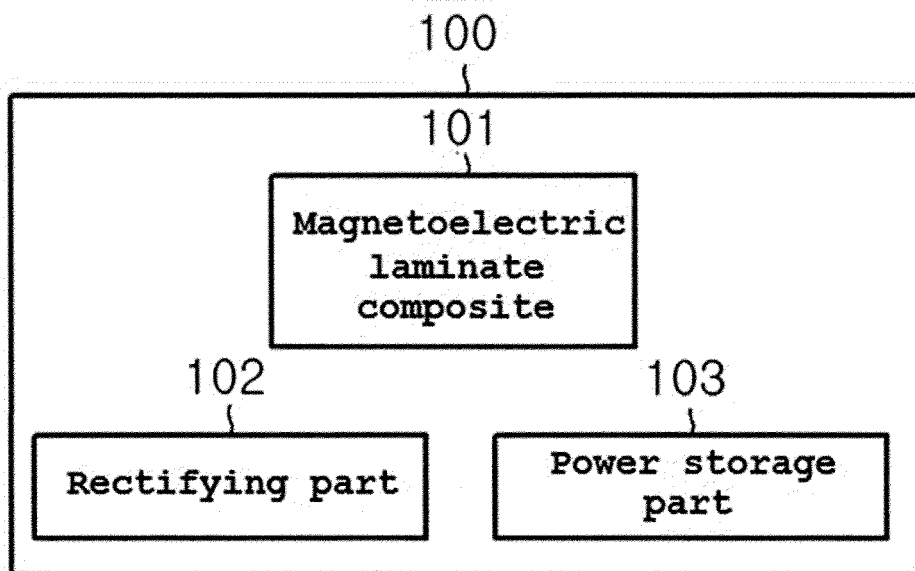 100
101
Magnetoelectric
laminate
composite
102
103
Rectifying part
Power storage
part